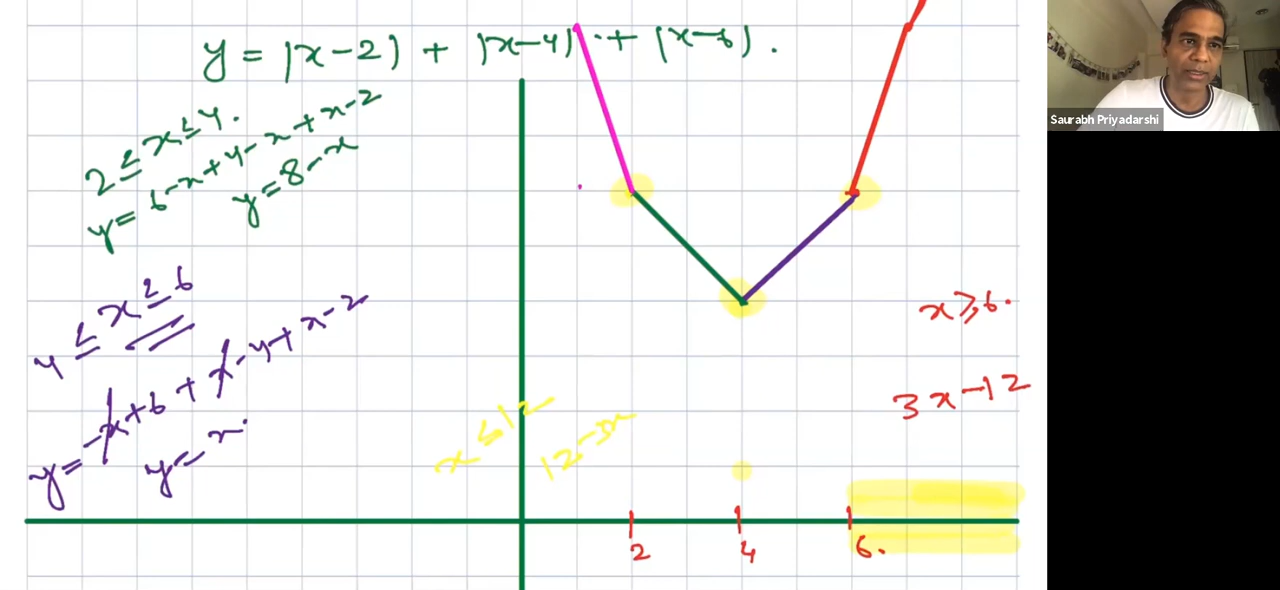 y = |x-2| + |x-4| + |x-6|.
2 ≤ x ≤ 4.
y = 6-x+4-x+x-2
y = 8-x
4 ≤ x ≤ 6
y = -x+6 + x-4+x-2
y = x
x ≤ 12
12-3x
x ≥ 6.
3x-12
2
4
6.
Saurabh Priyadarshi